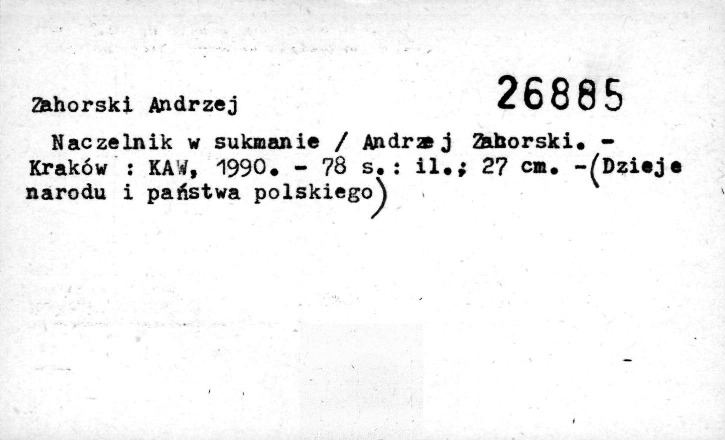 26885
Zahorski Andrzej
Naczelnik w sukmanie / Andrzej Zahorski. -
Kraków : KAW, 1990. - 78 s.: il.; 27 cm. -(Dzieje
narodu i państwa polskiego)